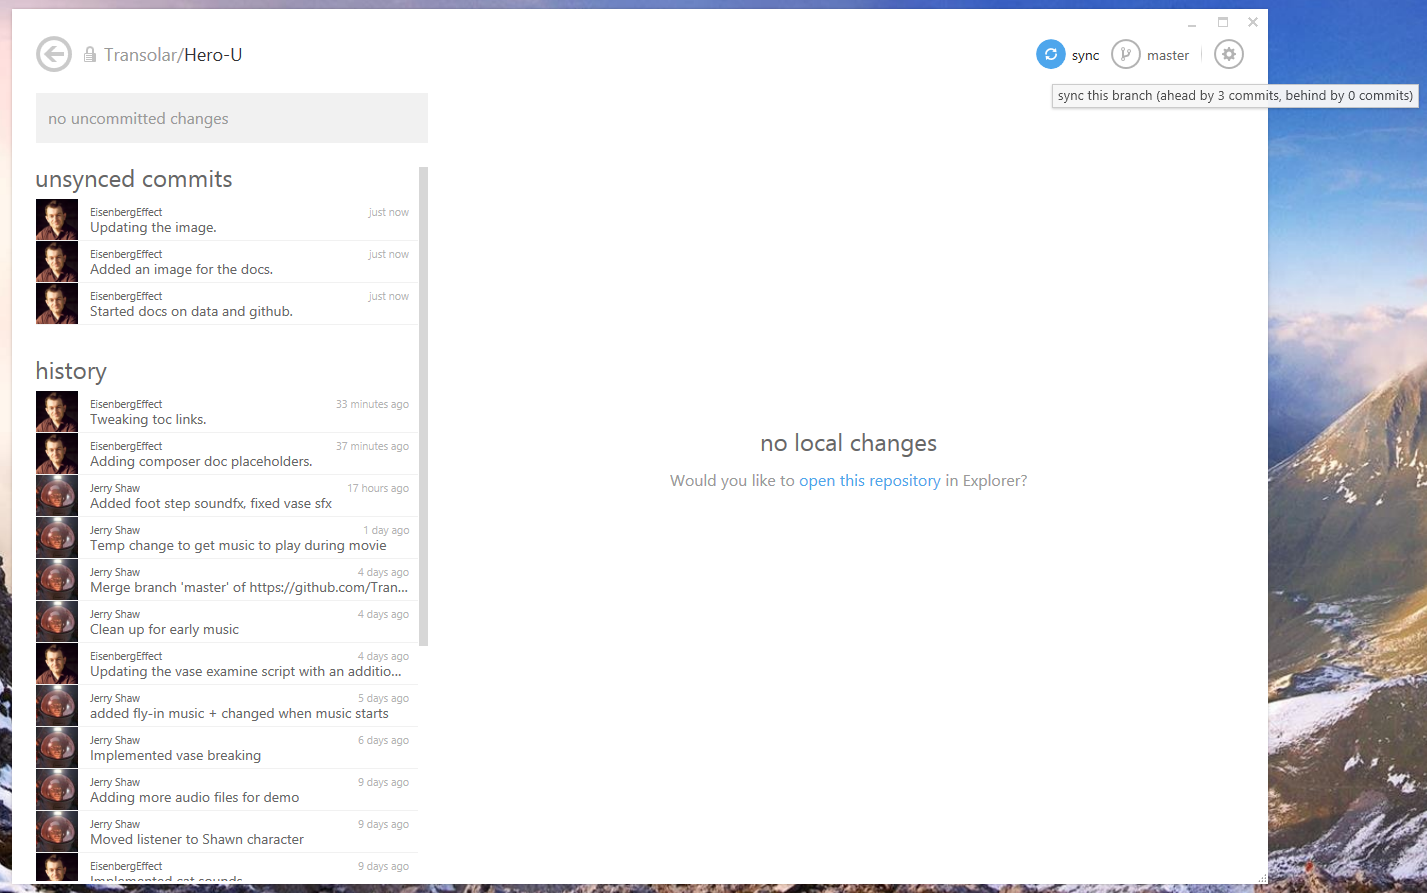 Transolar/Hero-U
sync
master
sync this branch (ahead by 3 commits, behind by 0 commits)
no uncommitted changes
unsynced commits
EisenbergEffect just now
Updating the image.
EisenbergEffect just now
Added an image for the docs.
EisenbergEffect just now
Started docs on data and github.
history
EisenbergEffect 33 minutes ago
Tweaking toc links.
EisenbergEffect 37 minutes ago
Adding composer doc placeholders.
Jerry Shaw 17 hours ago
Added foot step soundfx, fixed vase sfx
Jerry Shaw 1 day ago
Temp change to get music to play during movie
Jerry Shaw 4 days ago
Merge branch 'master' of https://github.com/Tran...
Jerry Shaw 4 days ago
Clean up for early music
EisenbergEffect 4 days ago
Updating the vase examine script with an additio...
Jerry Shaw 5 days ago
added fly-in music + changed when music starts
Jerry Shaw 6 days ago
Implemented vase breaking
Jerry Shaw 9 days ago
Adding more audio files for demo
Jerry Shaw 9 days ago
Moved listener to Shawn character
EisenbergEffect 9 days ago
Implemented cat sounds
no local changes
Would you like to open this repository in Explorer?